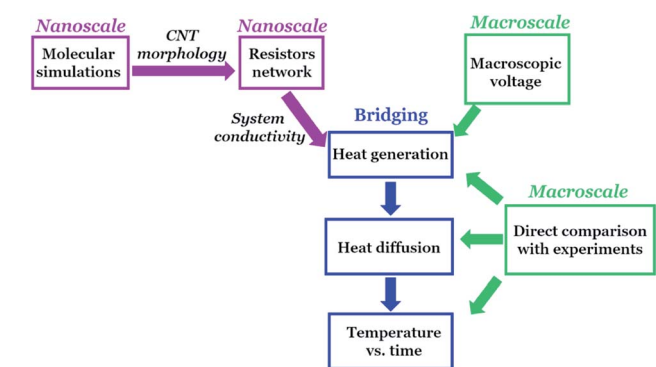 Nanoscale
Molecular
simulations
CNT
morphology
Nanoscale
Resistors
network
System
conductivity
Macroscale
Macroscopic
voltage
Bridging
Heat generation
Macroscale
Direct comparison
with experiments
Heat diffusion
Temperature
vs. time